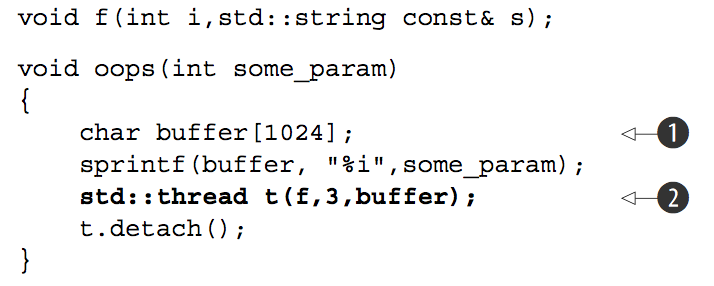 void f(int i,std::string const& s);
void oops(int some_param)
{
    char buffer[1024]; 1
    sprintf(buffer, "%i",some_param);
    std::thread t(f,3,buffer); 2
    t.detach();
}